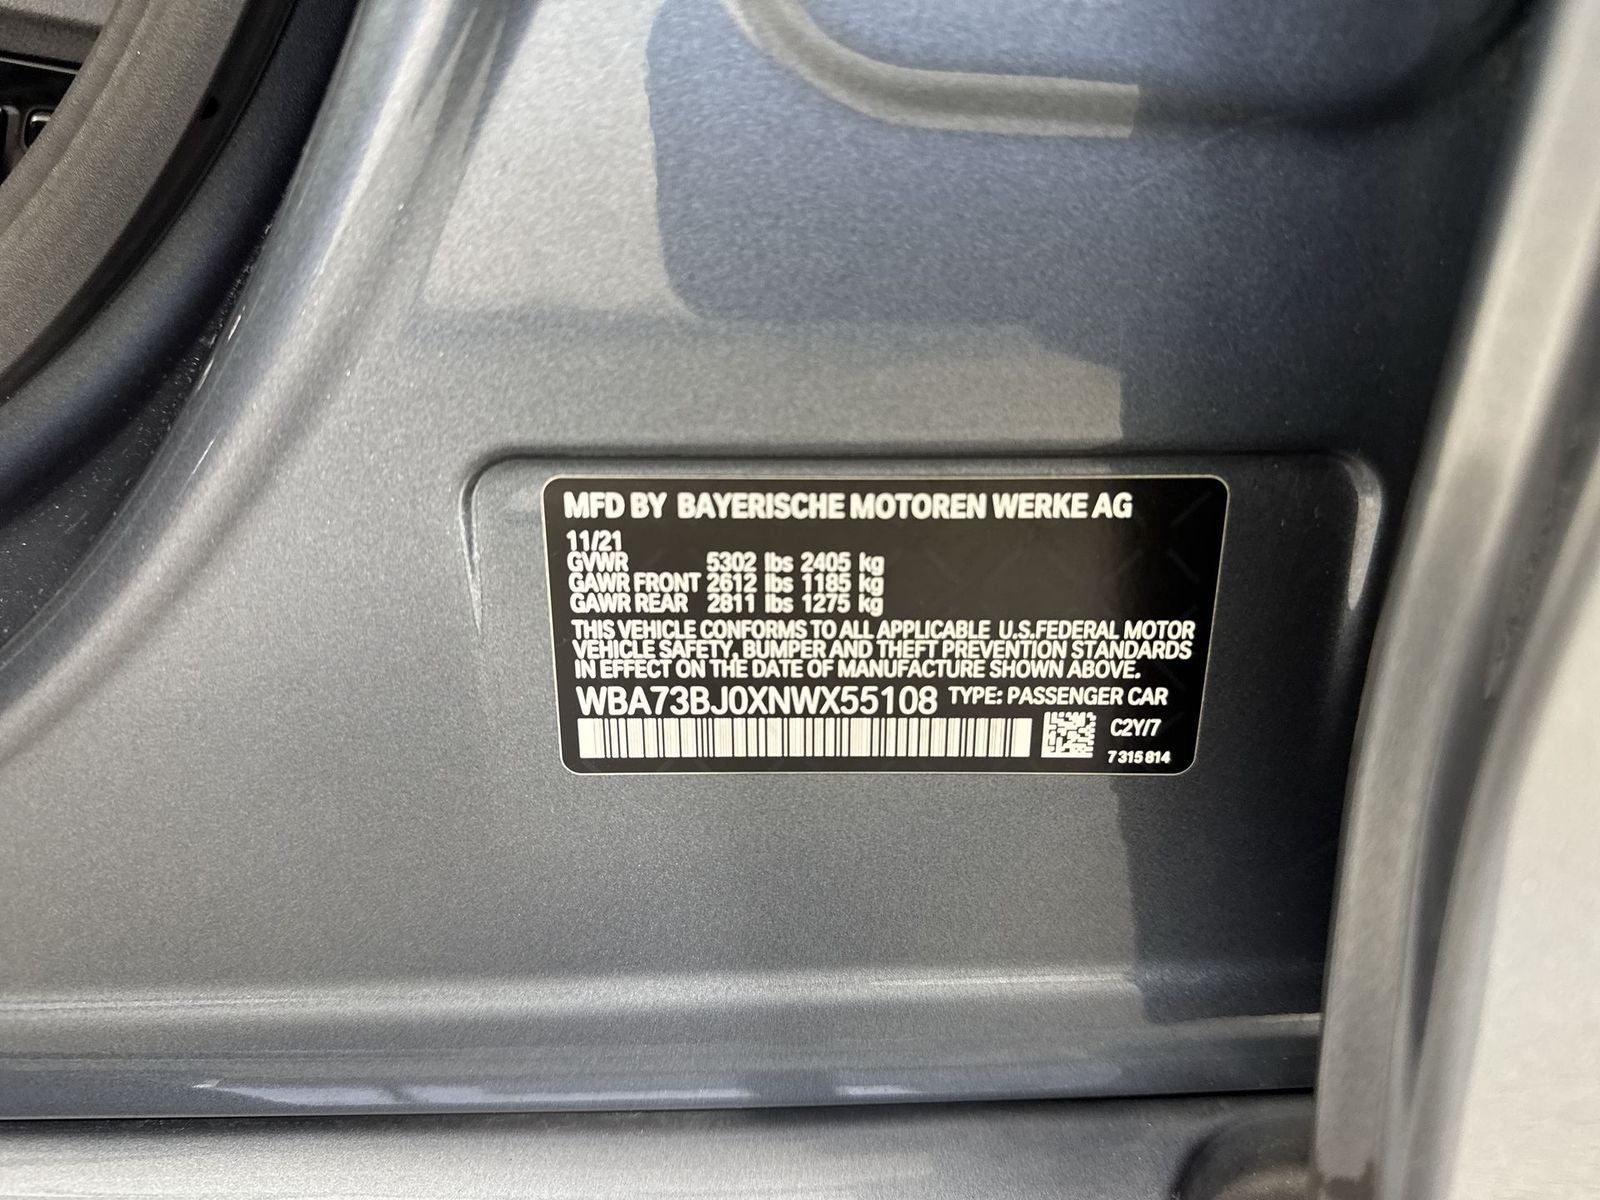 MFD BY BAYERISCHE MOTOREN WERKE AG
11/21
GVWR 5302 lbs 2405 kg
GAWR FRONT 2612 lbs 1185 kg
GAWR REAR 2811 lbs 1275 kg
THIS VEHICLE CONFORMS TO ALL APPLICABLE U.S.FEDERAL MOTOR
VEHICLE SAFETY, BUMPER AND THEFT PREVENTION STANDARDS
IN EFFECT ON THE DATE OF MANUFACTURE SHOWN ABOVE.
WBA73BJ0XNWX55108 TYPE: PASSENGER CAR
C2Y/7
7 315 814